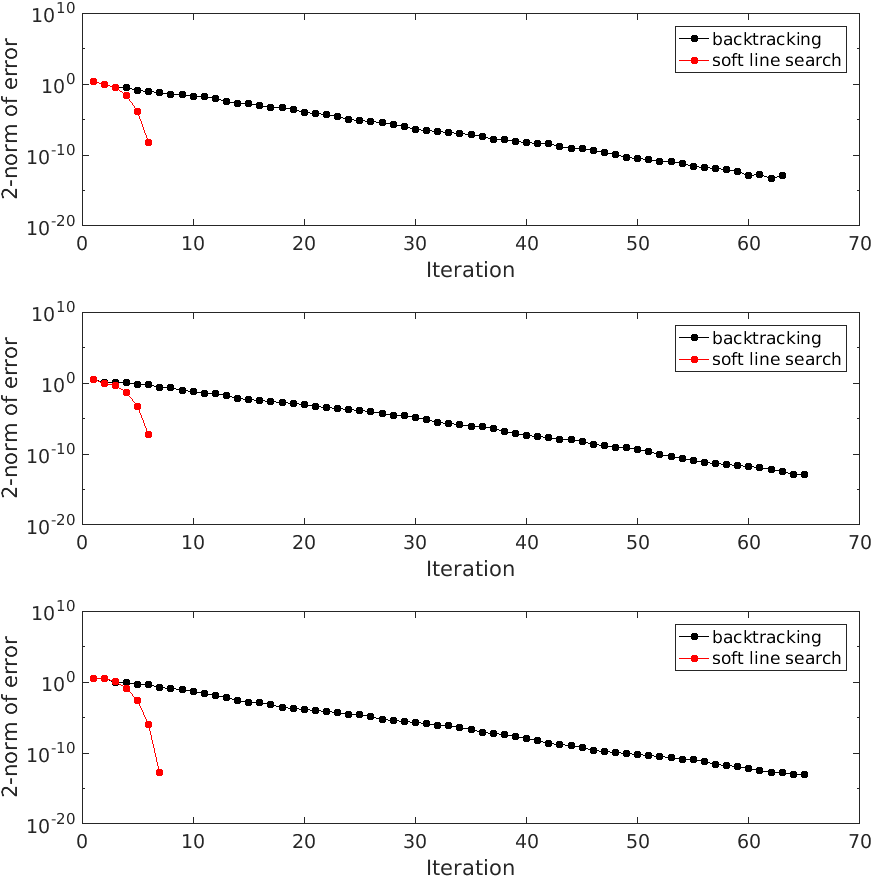 10^10
backtracking
soft line search
10^0
2-norm of error
10^-10
10^-20
0 10 20 30 40 50 60 70
Iteration
10^10
backtracking
soft line search
10^0
2-norm of error
10^-10
10^-20
0 10 20 30 40 50 60 70
Iteration
10^10
backtracking
soft line search
10^0
2-norm of error
10^-10
10^-20
0 10 20 30 40 50 60 70
Iteration